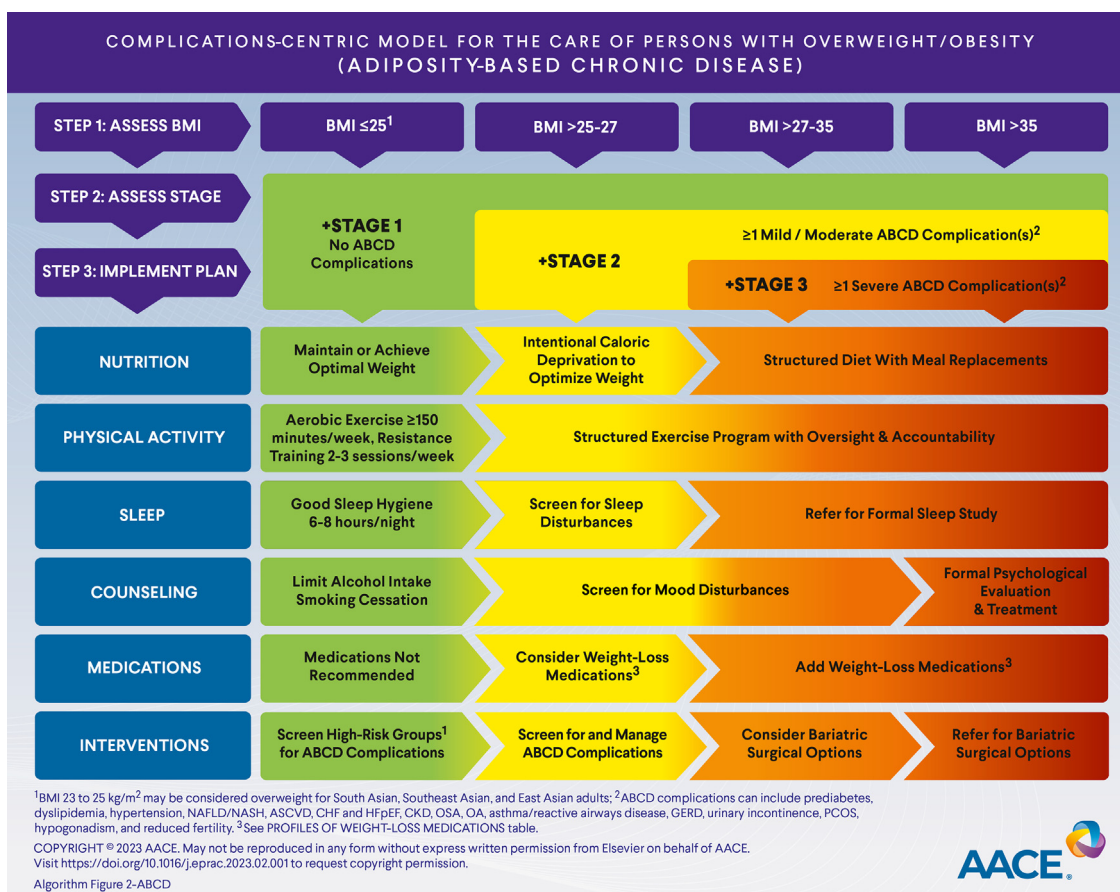 COMPLICATIONS-CENTRIC MODEL FOR THE CARE OF PERSONS WITH OVERWEIGHT/OBESITY
(ADIPOSITY-BASED CHRONIC DISEASE)
STEP 1: ASSESS BMI
BMI ≤25¹
BMI >25-27
BMI >27-35
BMI >35
STEP 2: ASSESS STAGE
STEP 3: IMPLEMENT PLAN
+STAGE 1
No ABCD
Complications
+STAGE 2
≥1 Mild / Moderate ABCD Complication(s)²
+STAGE 3
≥1 Severe ABCD Complication(s)²
NUTRITION
Maintain or Achieve
Optimal Weight
Intentional Caloric
Deprivation to
Optimize Weight
Structured Diet With Meal Replacements
PHYSICAL ACTIVITY
Aerobic Exercise ≥150
minutes/week, Resistance
Training 2-3 sessions/week
Structured Exercise Program with Oversight & Accountability
SLEEP
Good Sleep Hygiene
6-8 hours/night
Screen for Sleep
Disturbances
Refer for Formal Sleep Study
COUNSELING
Limit Alcohol Intake
Smoking Cessation
Screen for Mood Disturbances
Formal Psychological
Evaluation
& Treatment
MEDICATIONS
Medications Not
Recommended
Consider Weight-Loss
Medications³
Add Weight-Loss Medications³
INTERVENTIONS
Screen High-Risk Groups¹
for ABCD Complications
Screen for and Manage
ABCD Complications
Consider Bariatric
Surgical Options
Refer for Bariatric
Surgical Options
¹BMI 23 to 25 kg/m² may be considered overweight for South Asian, Southeast Asian, and East Asian adults; ²ABCD complications can include prediabetes,
dyslipidemia, hypertension, NAFLD/NASH, ASCVD, CHF and HFpEF, CKD, OSA, OA, asthma/reactive airways disease, GERD, urinary incontinence, PCOS,
hypogonadism, and reduced fertility. ³See PROFILES OF WEIGHT-LOSS MEDICATIONS table.
COPYRIGHT © 2023 AACE. May not be reproduced in any form without express written permission from Elsevier on behalf of AACE.
Visit https://doi.org/10.1016/j.eprac.2023.02.001 to request copyright permission.
Algorithm Figure 2-ABCD
AACE®